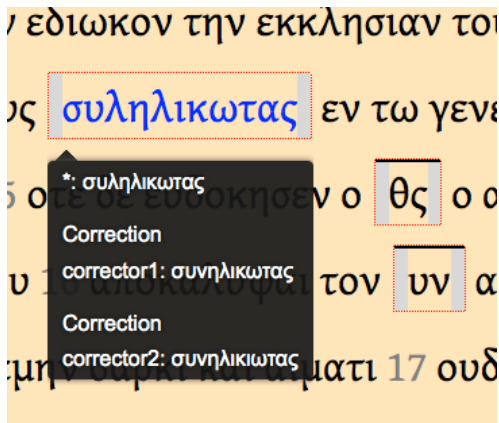 εδιωκον την εκκλησιαν
συληλικωτας εν τω γενε
*: συληλικωτας
5 οτε δε ευδοκησεν ο θς ο
Correction
corrector1: συνηλικωτας
υ 16 αποκαλυψαι τον υν α
Correction
corrector2: συνηλικιωτας
μην σαρκι και αιματι 17 ουδ